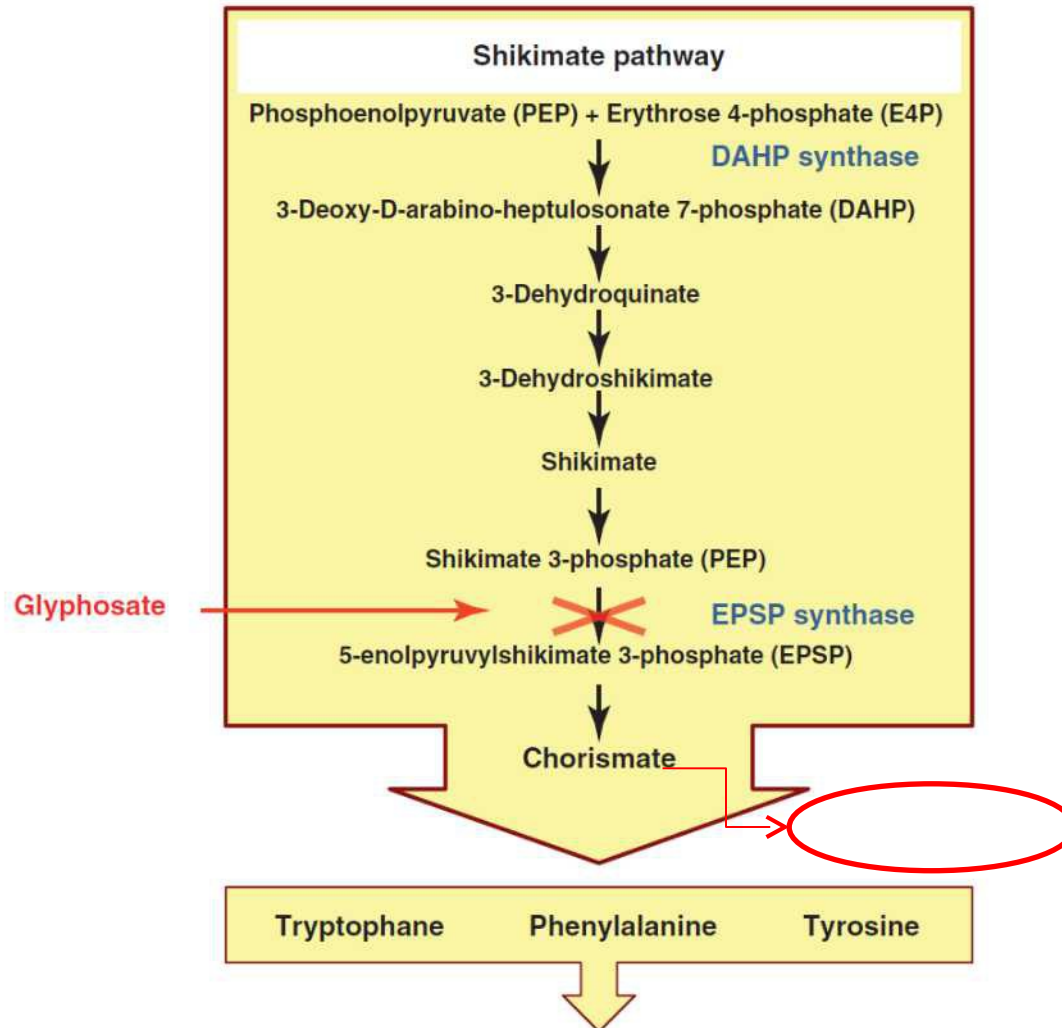 Shikimate pathway
Phosphoenolpyruvate (PEP) + Erythrose 4-phosphate (E4P)
DAHP synthase
3-Deoxy-D-arabino-heptulosonate 7-phosphate (DAHP)
3-Dehydroquinate
3-Dehydroshikimate
Shikimate
Shikimate 3-phosphate (PEP)
Glyphosate
EPSP synthase
5-enolpyruvylshikimate 3-phosphate (EPSP)
Chorismate
Tryptophane Phenylalanine Tyrosine